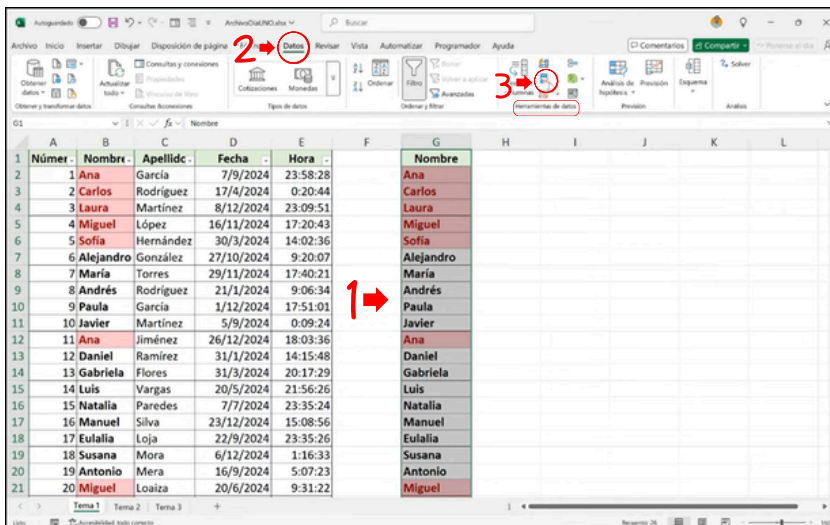 Autoguardado
ArchivoDiaUNO.xlsx
Buscar
Archivo Inicio Insertar Dibujar Disposición de página
2
Datos Revisar Vista Automatizar Programador Ayuda
Comentarios
Compartir
Obtener datos
Actualizar todo
Consultas y conexiones
Propiedades
Cotizaciones
Monedas
Ordenar
Filtro
Borrar
Volver a aplicar
Avanzadas
3
Análisis de hipótesis
Previsión
Esquema
Solver
Obtener y transformar datos
Tipos de datos
Ordenar y filtrar
Herramientas de datos
Previsión
Análisis
G1
fx
Nombre
A B C D E F G H I J K L
1 Númer Nombre Apellido Fecha Hora Nombre
2 1 Ana García 7/9/2024 23:58:28 Ana
3 2 Carlos Rodríguez 17/4/2024 0:20:44 Carlos
4 3 Laura Martínez 8/12/2024 23:09:51 Laura
5 4 Miguel López 16/11/2024 17:20:43 Miguel
6 5 Sofía Hernández 30/3/2024 14:02:36 Sofía
7 6 Alejandro González 27/10/2024 9:20:07 Alejandro
8 7 María Torres 29/11/2024 17:40:21 María
9 8 Andrés Rodríguez 21/1/2024 9:06:34 Andrés
1
10 9 Paula García 1/12/2024 17:51:01 Paula
11 10 Javier Martínez 5/9/2024 0:09:24 Javier
12 11 Ana Jiménez 26/12/2024 18:03:36 Ana
13 12 Daniel Ramírez 31/1/2024 14:15:48 Daniel
14 13 Gabriela Flores 31/3/2024 20:17:29 Gabriela
15 14 Luis Vargas 20/5/2024 21:56:26 Luis
16 15 Natalia Paredes 7/7/2024 23:35:24 Natalia
17 16 Manuel Silva 23/12/2024 15:08:56 Manuel
18 17 Eulalia Loja 22/9/2024 23:35:26 Eulalia
19 18 Susana Mora 6/12/2024 1:16:33 Susana
20 19 Antonio Mera 16/9/2024 5:07:23 Antonio
21 20 Miguel Loaiza 20/6/2024 9:31:22 Miguel
Tema 1 Tema 2 Tema 3 +
Listo
Accesibilidad: todo correcto
Recuento: 26